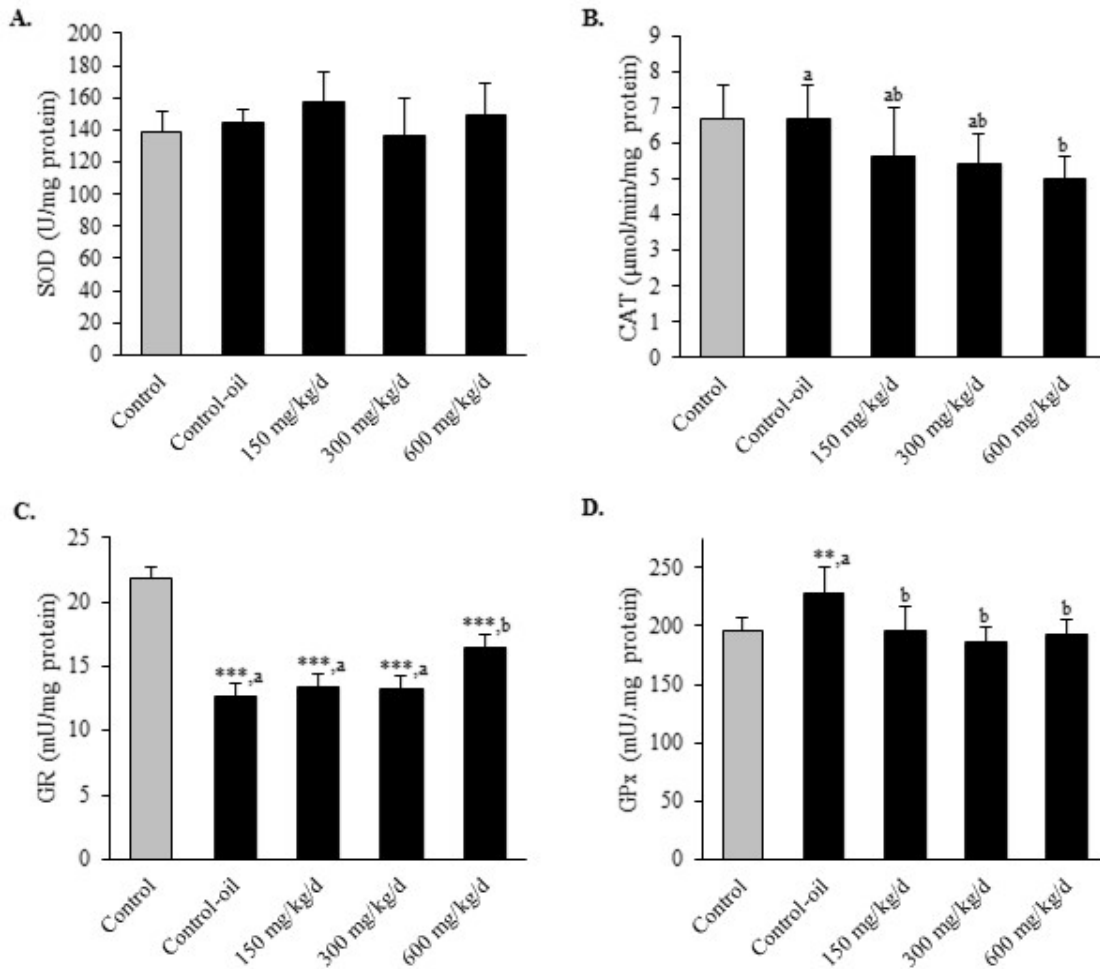 A.
SOD (U/mg protein)
200
180
160
140
120
100
80
60
40
20
0
Control
Control-oil
150 mg/kg/d
300 mg/kg/d
600 mg/kg/d
B.
CAT (µmol/min/mg protein)
9
8
7
6
5
4
3
2
1
0
a
ab
ab
b
Control
Control-oil
150 mg/kg/d
300 mg/kg/d
600 mg/kg/d
C.
GR (mU/mg protein)
25
20
15
10
5
0
***,a
***,a
***,a
***,b
Control
Control-oil
150 mg/kg/d
300 mg/kg/d
600 mg/kg/d
D.
GPx (mU/.mg protein)
250
200
150
100
50
0
**,a
b
b
b
Control
Control-oil
150 mg/kg/d
300 mg/kg/d
600 mg/kg/d